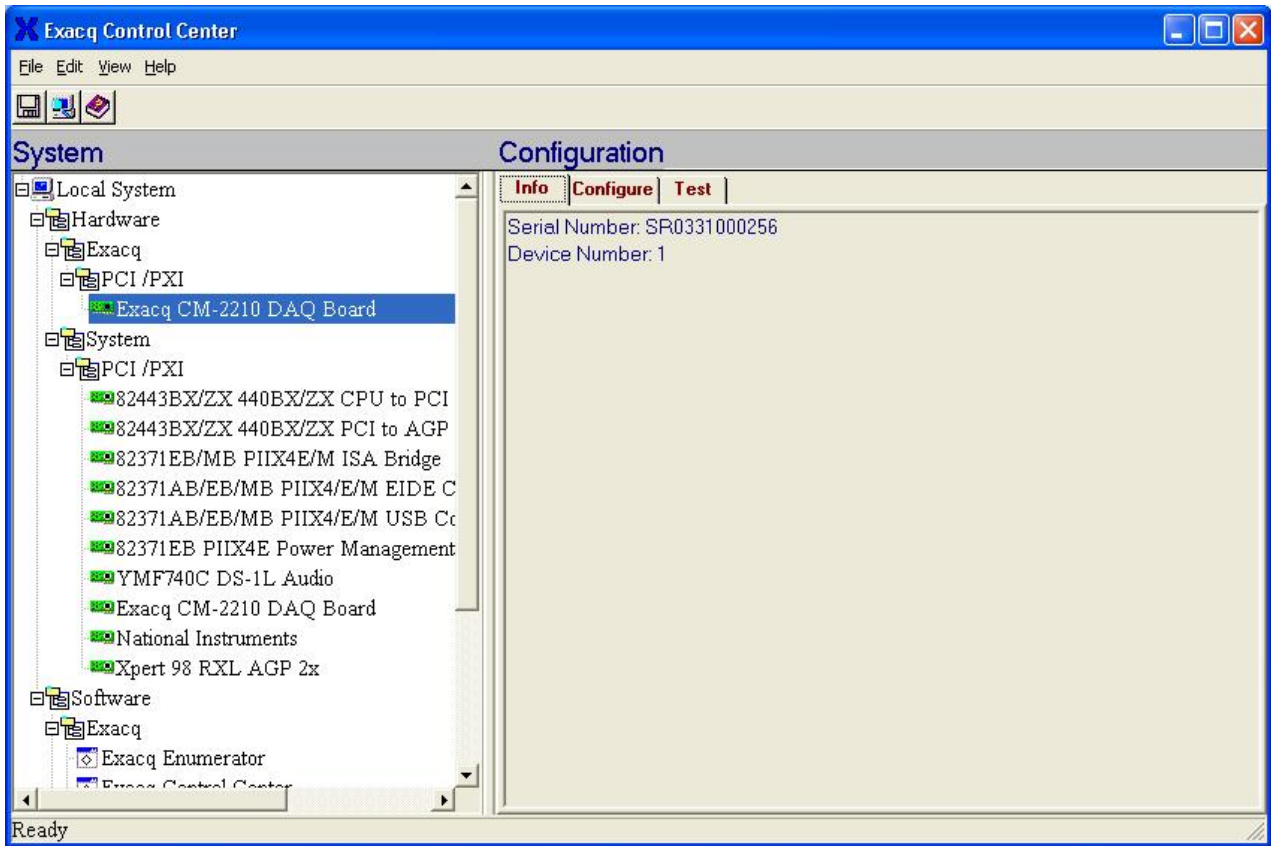 Exacq Control Center
File Edit View Help
System
Configuration
Local System
Hardware
Exacq
PCI /PXI
Exacq CM-2210 DAQ Board
System
PCI /PXI
82443BX/ZX 440BX/ZX CPU to PCI
82443BX/ZX 440BX/ZX PCI to AGP
82371EB/MB PIIX4E/M ISA Bridge
82371AB/EB/MB PIIX4/E/M EIDE C
82371AB/EB/MB PIIX4/E/M USB Co
82371EB PIIX4E Power Management
YMF740C DS-1L Audio
Exacq CM-2210 DAQ Board
National Instruments
Xpert 98 RXL AGP 2x
Software
Exacq
Exacq Enumerator
Exacq Control Center
Info Configure Test
Serial Number: SR0331000256
Device Number: 1
Ready